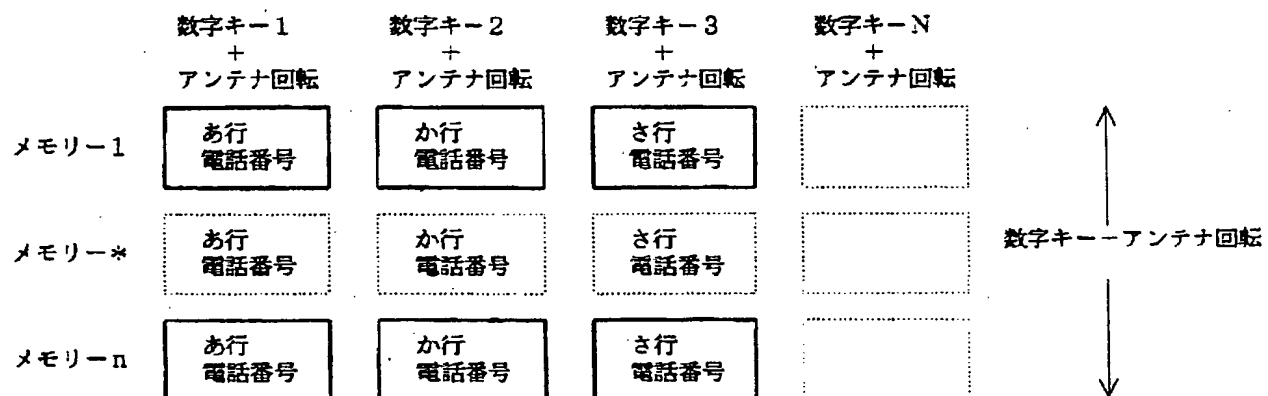 数字キー1 数字キー2 数字キー3 数字キーN
+ + + +
アンテナ回転 アンテナ回転 アンテナ回転 アンテナ回転
メモリー1
あ行 か行 さ行
電話番号 電話番号 電話番号
メモリー*
あ行 か行 さ行
電話番号 電話番号 電話番号
数字キー+アンテナ回転
メモリーn
あ行 か行 さ行
電話番号 電話番号 電話番号